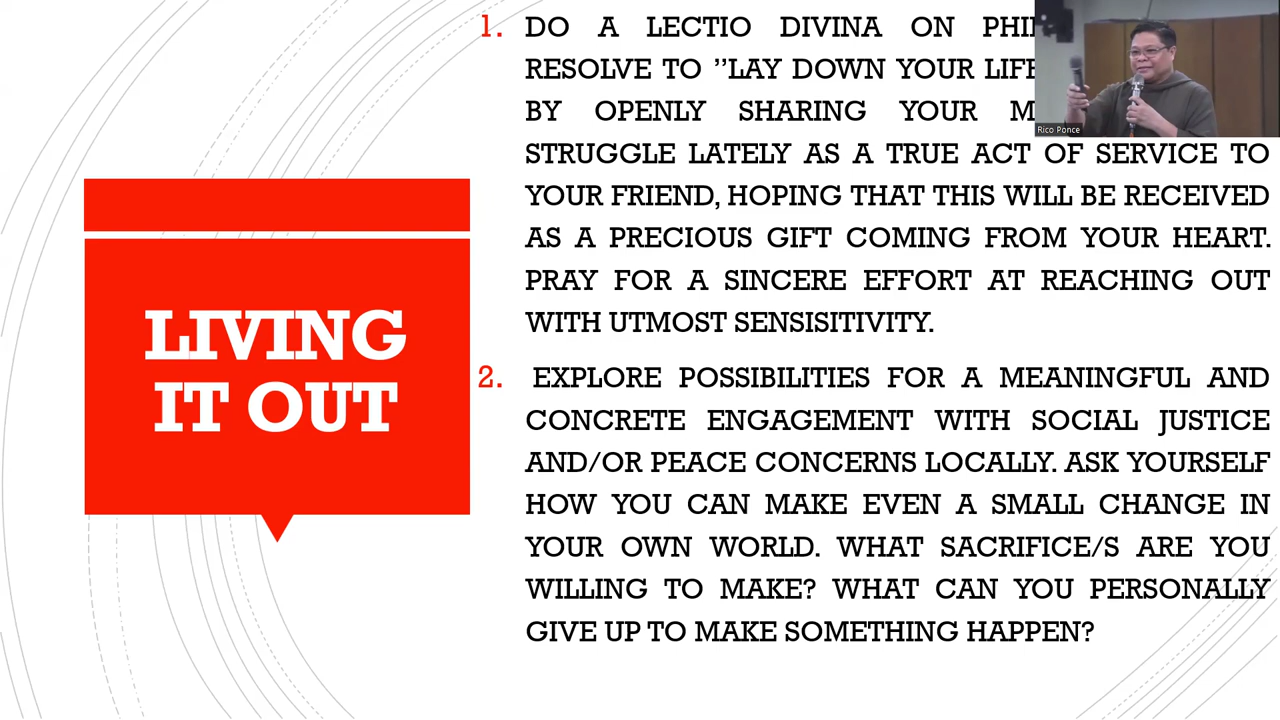 LIVING
IT OUT
1. DO A LECTIO DIVINA ON
RESOLVE TO ”LAY DOWN YOUR LIFE
BY OPENLY SHARING YOUR
STRUGGLE LATELY AS A TRUE ACT OF SERVICE TO
YOUR FRIEND, HOPING THAT THIS WILL BE RECEIVED
AS A PRECIOUS GIFT COMING FROM YOUR HEART.
PRAY FOR A SINCERE EFFORT AT REACHING OUT
WITH UTMOST SENSISITIVITY.
2. EXPLORE POSSIBILITIES FOR A MEANINGFUL AND
CONCRETE ENGAGEMENT WITH SOCIAL JUSTICE
AND/OR PEACE CONCERNS LOCALLY. ASK YOURSELF
HOW YOU CAN MAKE EVEN A SMALL CHANGE IN
YOUR OWN WORLD. WHAT SACRIFICE/S ARE YOU
WILLING TO MAKE? WHAT CAN YOU PERSONALLY
GIVE UP TO MAKE SOMETHING HAPPEN?
Rico Ponce